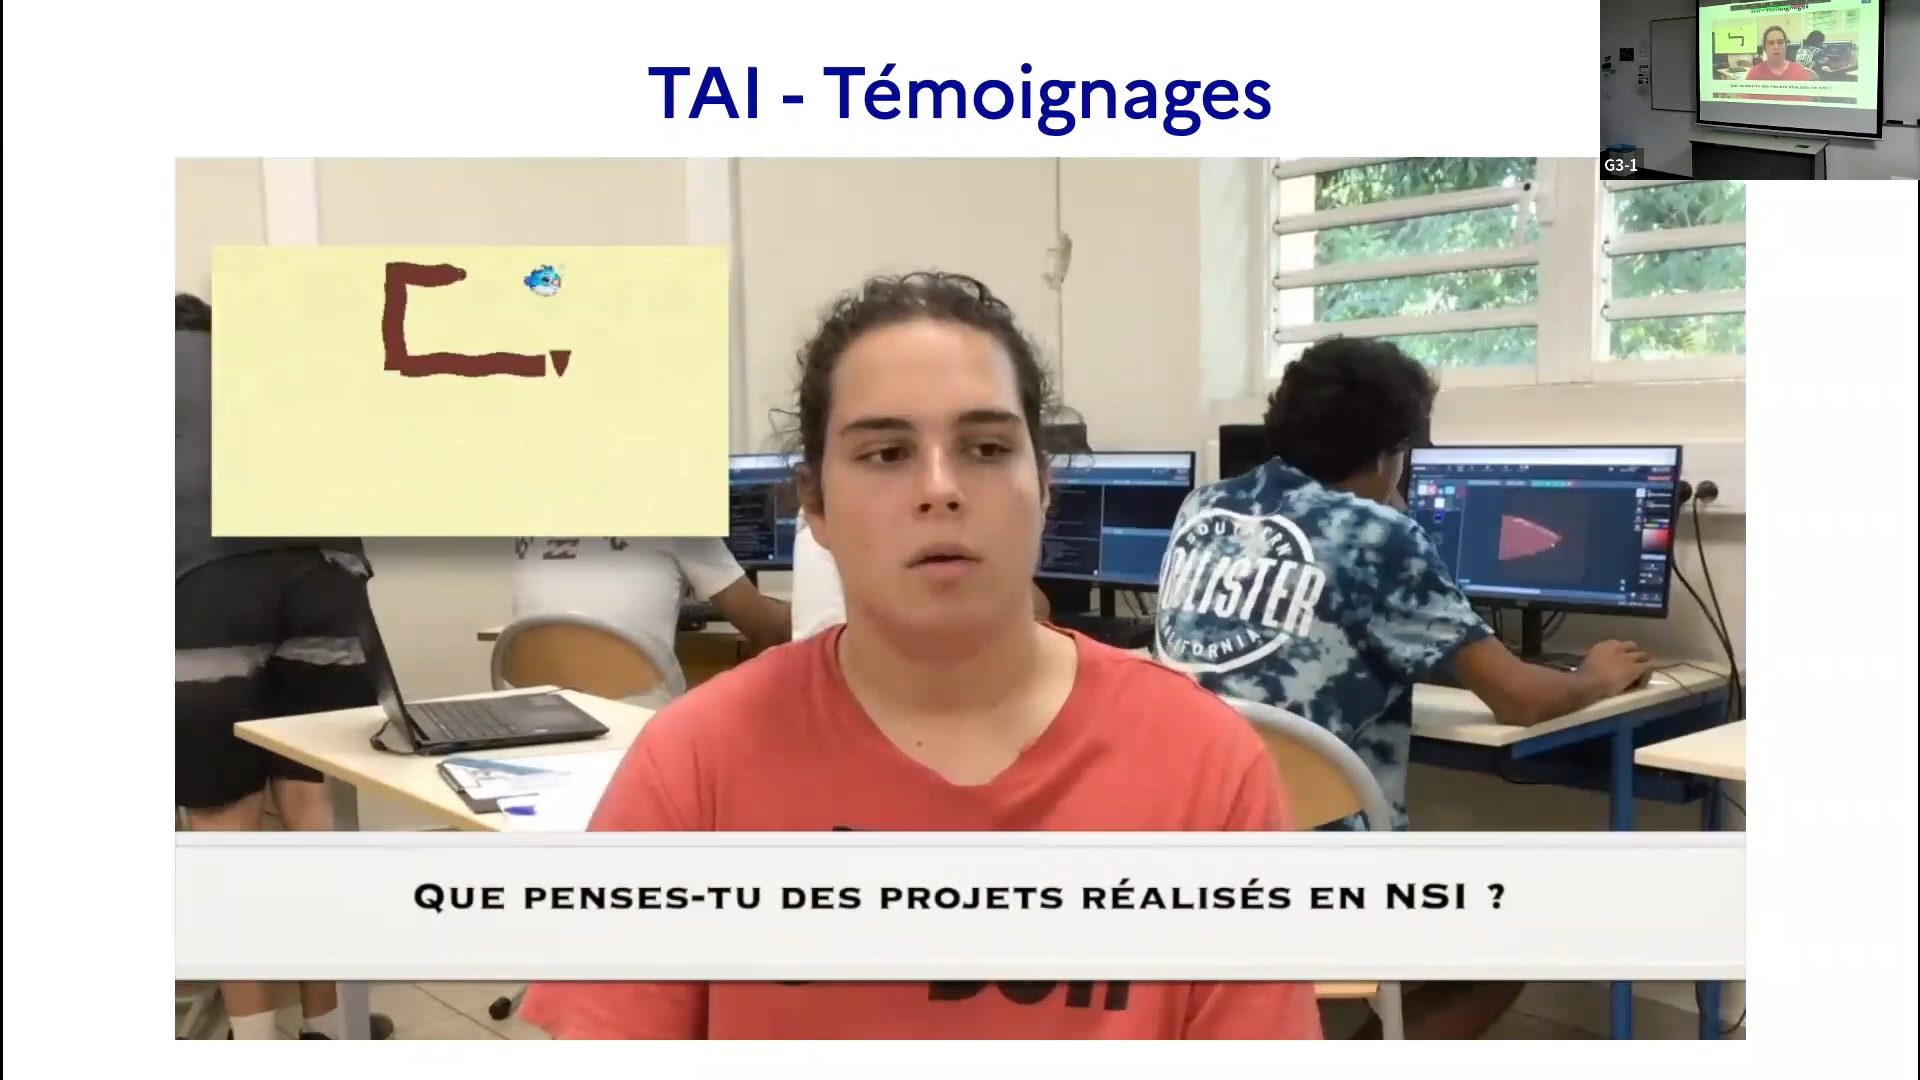 TAI - Témoignages
G3-1
SOUTHERN
HOLLISTER
CALIFORNIA
QUE PENSES-TU DES PROJETS RÉALISÉS EN NSI ?